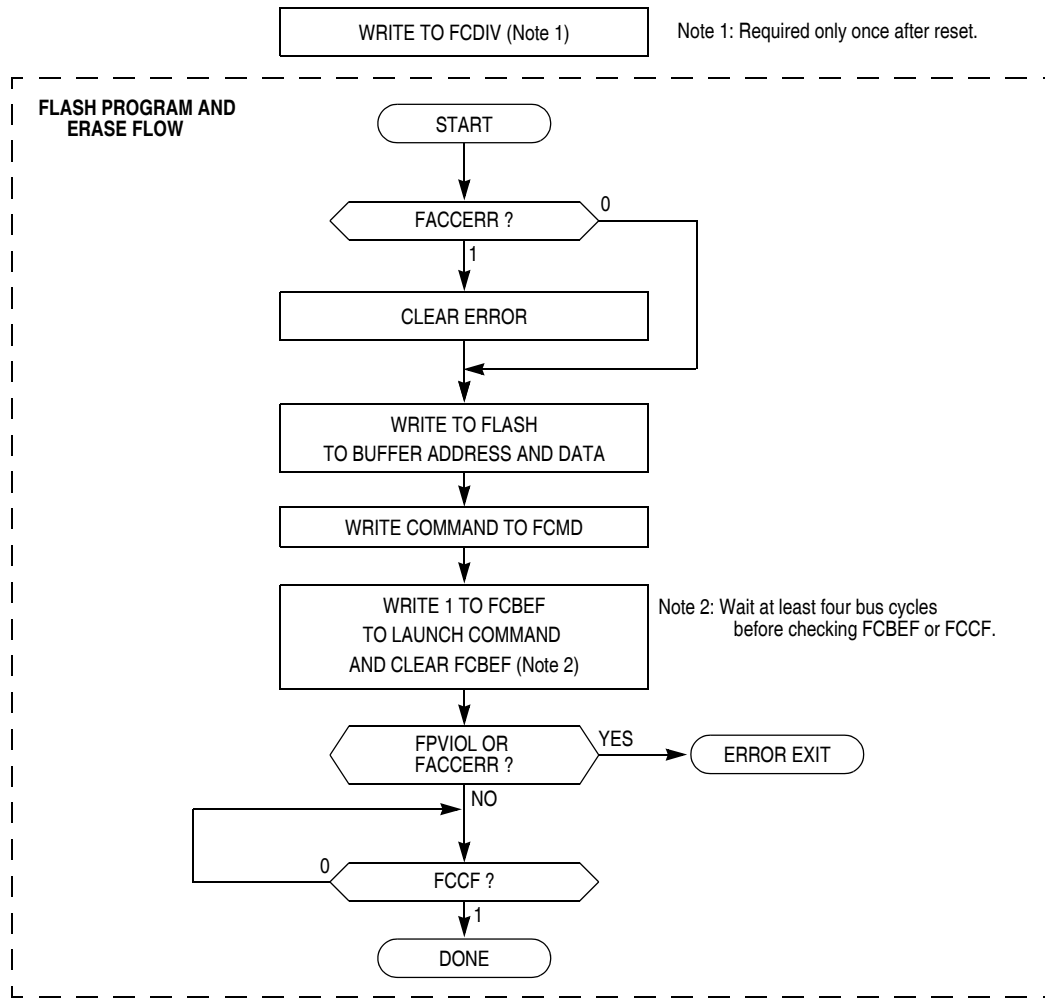 WRITE TO FCDIV (Note 1)
Note 1: Required only once after reset.
FLASH PROGRAM AND
ERASE FLOW
START
FACCERR ?
0
1
CLEAR ERROR
WRITE TO FLASH
TO BUFFER ADDRESS AND DATA
WRITE COMMAND TO FCMD
WRITE 1 TO FCBEF
TO LAUNCH COMMAND
AND CLEAR FCBEF (Note 2)
Note 2: Wait at least four bus cycles
before checking FCBEF or FCCF.
FPVIOL OR
FACCERR ?
YES
ERROR EXIT
NO
0
FCCF ?
1
DONE